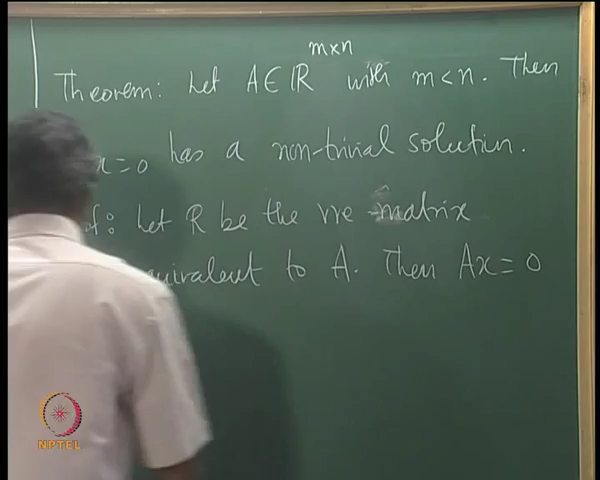 Theorem: Let A ∈ ℝ^{m×n} with m < n. Then
x = 0 has a non-trivial solution.
Let R be the rre matrix
equivalent to A. Then Ax = 0
NPTEL